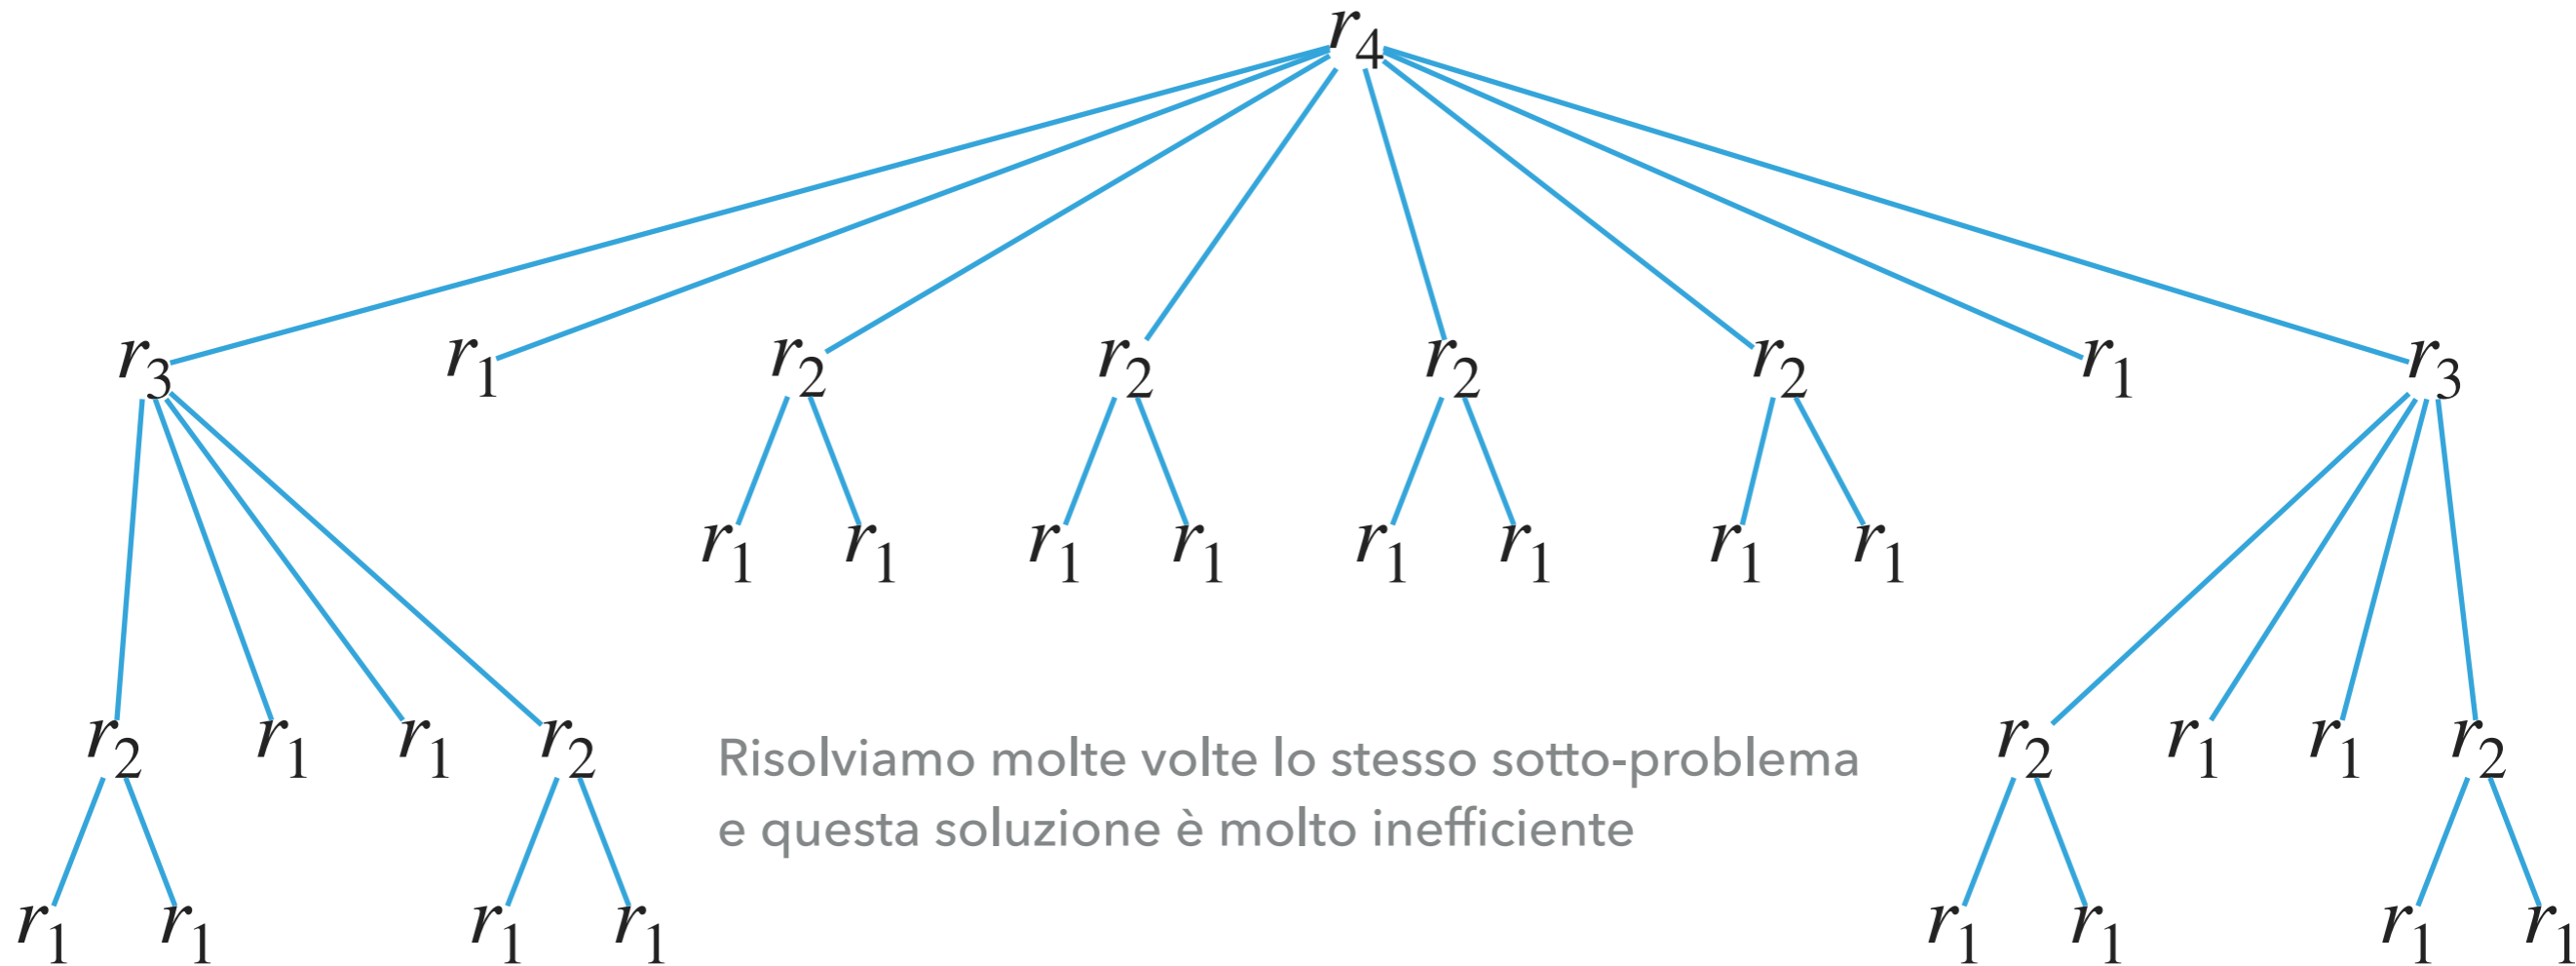 r₄
r₃ r₁ r₂ r₂ r₂ r₂ r₁ r₃
r₁ r₁ r₁ r₁ r₁ r₁ r₁ r₁
r₂ r₁ r₁ r₂ r₂ r₁ r₁ r₂
Risolviamo molte volte lo stesso sotto-problema
e questa soluzione è molto inefficiente
r₁ r₁ r₁ r₁ r₁ r₁ r₁ r₁